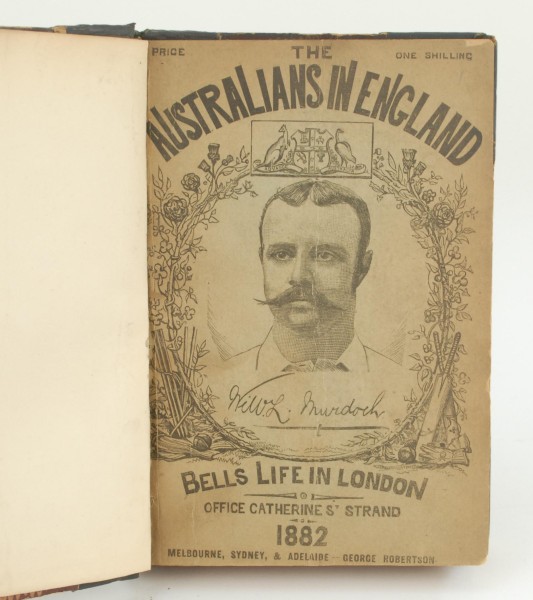 PRICE ONE SHILLING
THE
AUSTRALIANS IN ENGLAND
Will. L. Murdoch
BELLS LIFE IN LONDON
OFFICE CATHERINE ST STRAND
1882
MELBOURNE, SYDNEY, & ADELAIDE GEORGE ROBERTSON